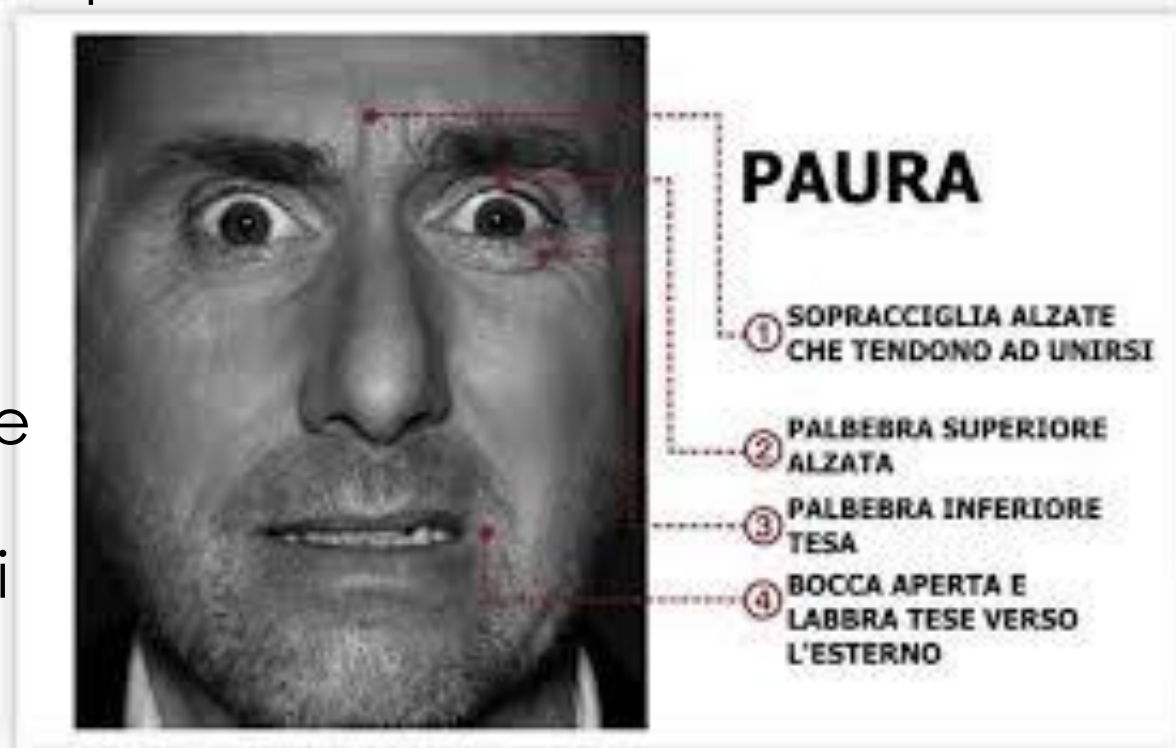 PAURA
1 SOPRACCIGLIA ALZATE
CHE TENDONO AD UNIRSI
2 PALBEBRA SUPERIORE
ALZATA
3 PALBEBRA INFERIORE
TESA
4 BOCCA APERTA E
LABBRA TESE VERSO
L'ESTERNO
e
i